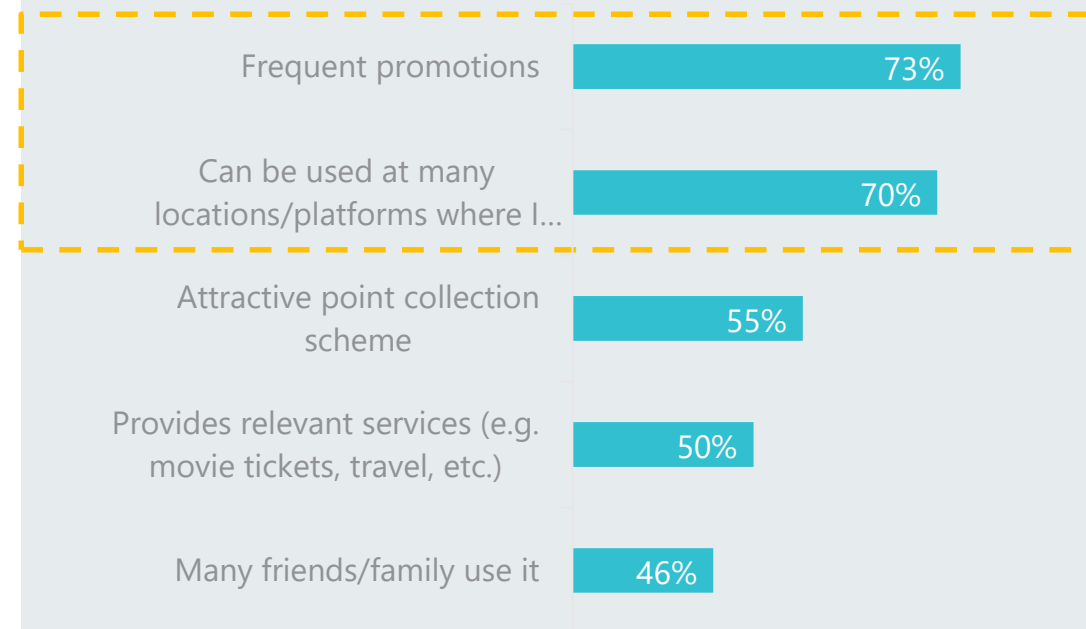 Frequent promotions
73%
Can be used at many
locations/platforms where I...
70%
Attractive point collection
scheme
55%
Provides relevant services (e.g.
movie tickets, travel, etc.)
50%
Many friends/family use it
46%